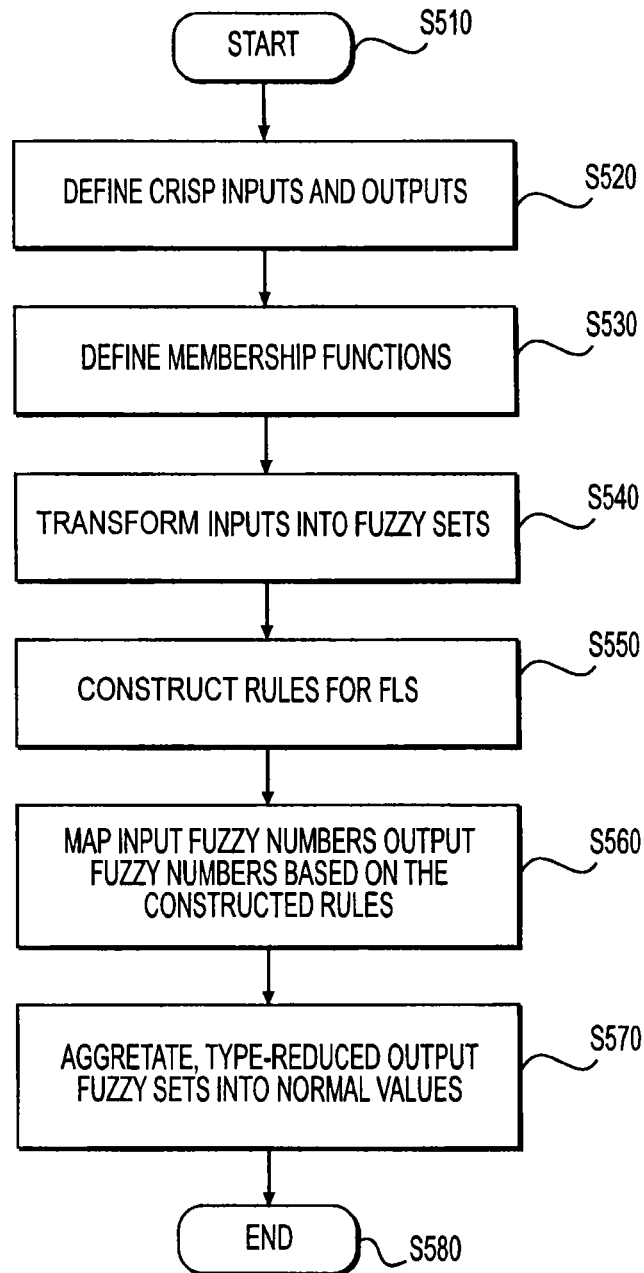 START
S510
DEFINE CRISP INPUTS AND OUTPUTS
S520
DEFINE MEMBERSHIP FUNCTIONS
S530
TRANSFORM INPUTS INTO FUZZY SETS
S540
CONSTRUCT RULES FOR FLS
S550
MAP INPUT FUZZY NUMBERS OUTPUT
FUZZY NUMBERS BASED ON THE
CONSTRUCTED RULES
S560
AGGRETATE, TYPE-REDUCED OUTPUT
FUZZY SETS INTO NORMAL VALUES
S570
END
S580